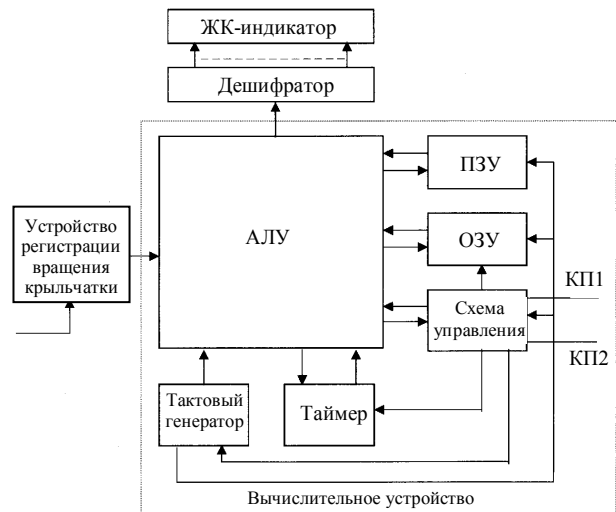 ЖК-индикатор
Дешифратор
АЛУ
ПЗУ
ОЗУ
Устройство
регистрации
вращения
крыльчатки
КП1
Схема
управления
КП2
Тактовый
генератор
Таймер
Вычислительное устройство